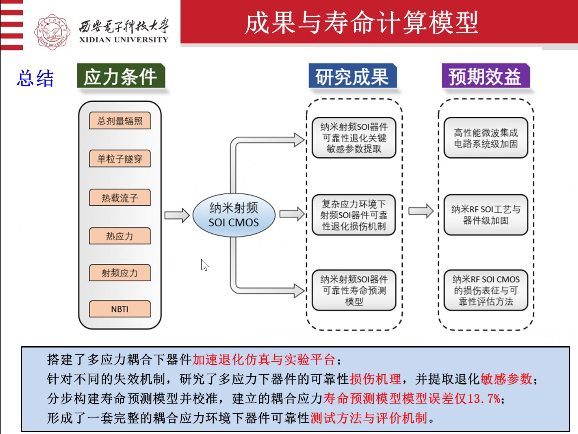 西安电子科技大学
XIDIAN UNIVERSITY
成果与寿命计算模型
总结
应力条件
研究成果
预期效益
总剂量辐照
单粒子隧穿
热载流子
热应力
射频应力
NBTI
纳米射频
SOI CMOS
纳米射频SOI器件
可靠性退化关键
敏感参数提取
复杂应力环境下
射频SOI器件可靠
性退化损伤机制
纳米射频SOI器件
可靠性寿命预测
模型
高性能微波集成
电路系统级加固
纳米RF SOI工艺与
器件级加固
纳米RF SOI CMOS
的损伤表征与可
靠性评估方法
搭建了多应力耦合下器件加速退化仿真与实验平台；
针对不同的失效机制，研究了多应力下器件的可靠性损伤机理，并提取退化敏感参数；
分步构建寿命预测模型并校准，建立的耦合应力寿命预测模型模型误差仅13.7%；
形成了一套完整的耦合应力环境下器件可靠性测试方法与评价机制。